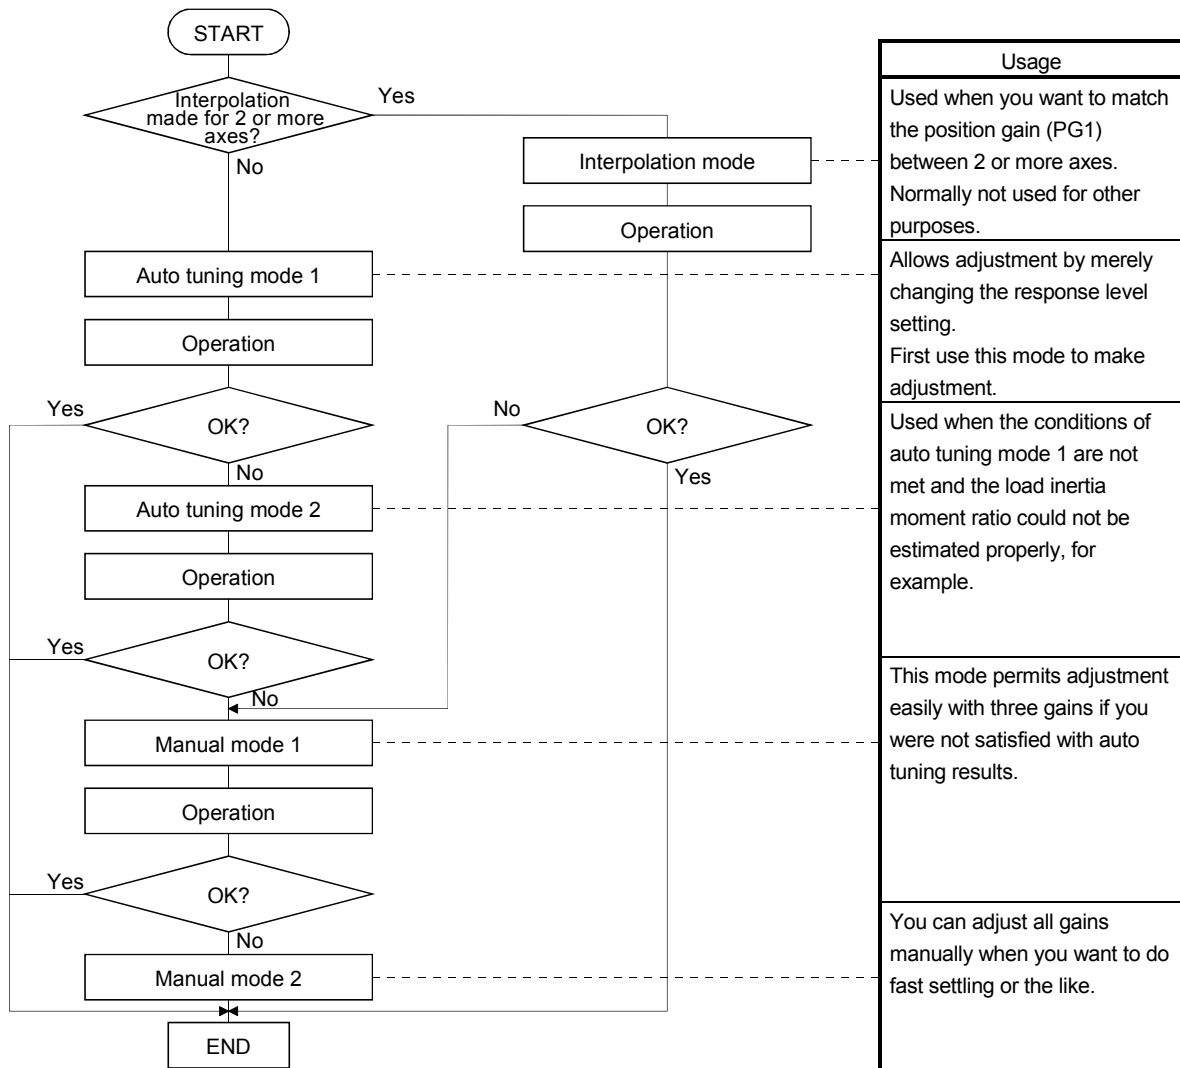 START
Interpolation
made for 2 or more
axes?
Yes
No
Interpolation mode
Operation
Auto tuning mode 1
Operation
Yes
OK?
No
No
OK?
Yes
Auto tuning mode 2
Operation
Yes
OK?
No
Manual mode 1
Operation
Yes
OK?
No
Manual mode 2
END
Usage
Used when you want to match
the position gain (PG1)
between 2 or more axes.
Normally not used for other
purposes.
Allows adjustment by merely
changing the response level
setting.
First use this mode to make
adjustment.
Used when the conditions of
auto tuning mode 1 are not
met and the load inertia
moment ratio could not be
estimated properly, for
example.
This mode permits adjustment
easily with three gains if you
were not satisfied with auto
tuning results.
You can adjust all gains
manually when you want to do
fast settling or the like.